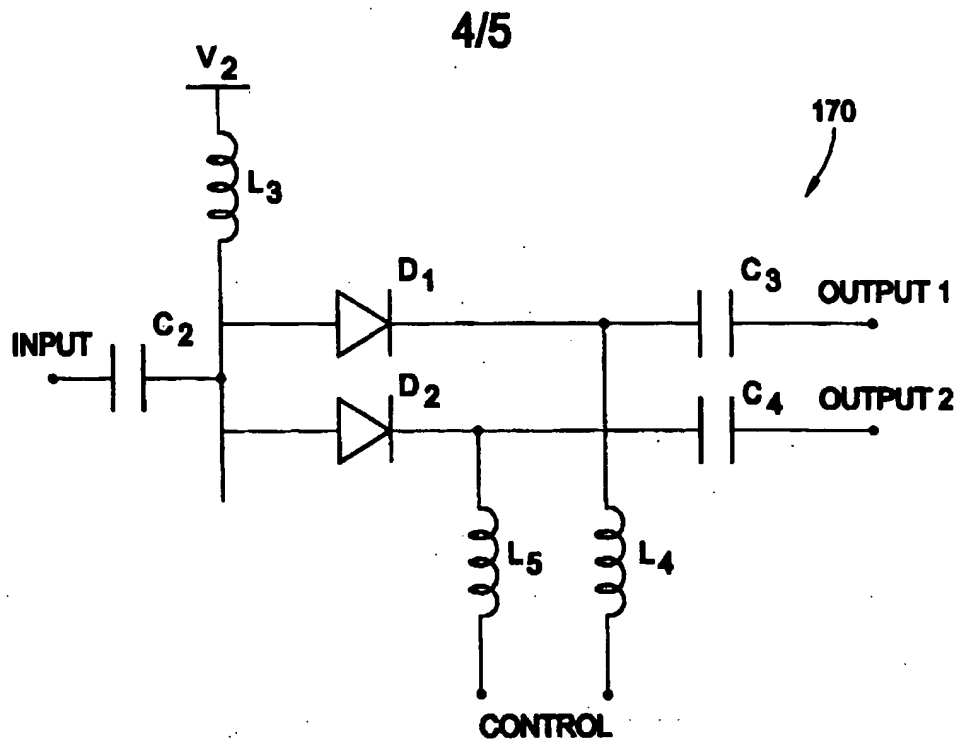 4/5
V2
170
L3
D1
C3
OUTPUT 1
INPUT
C2
D2
C4
OUTPUT 2
L5
L4
CONTROL